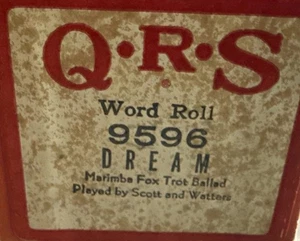 Q·R·S
Word Roll
9596
DREAM
Marimba Fox Trot Ballad
Played by Scott and Watters